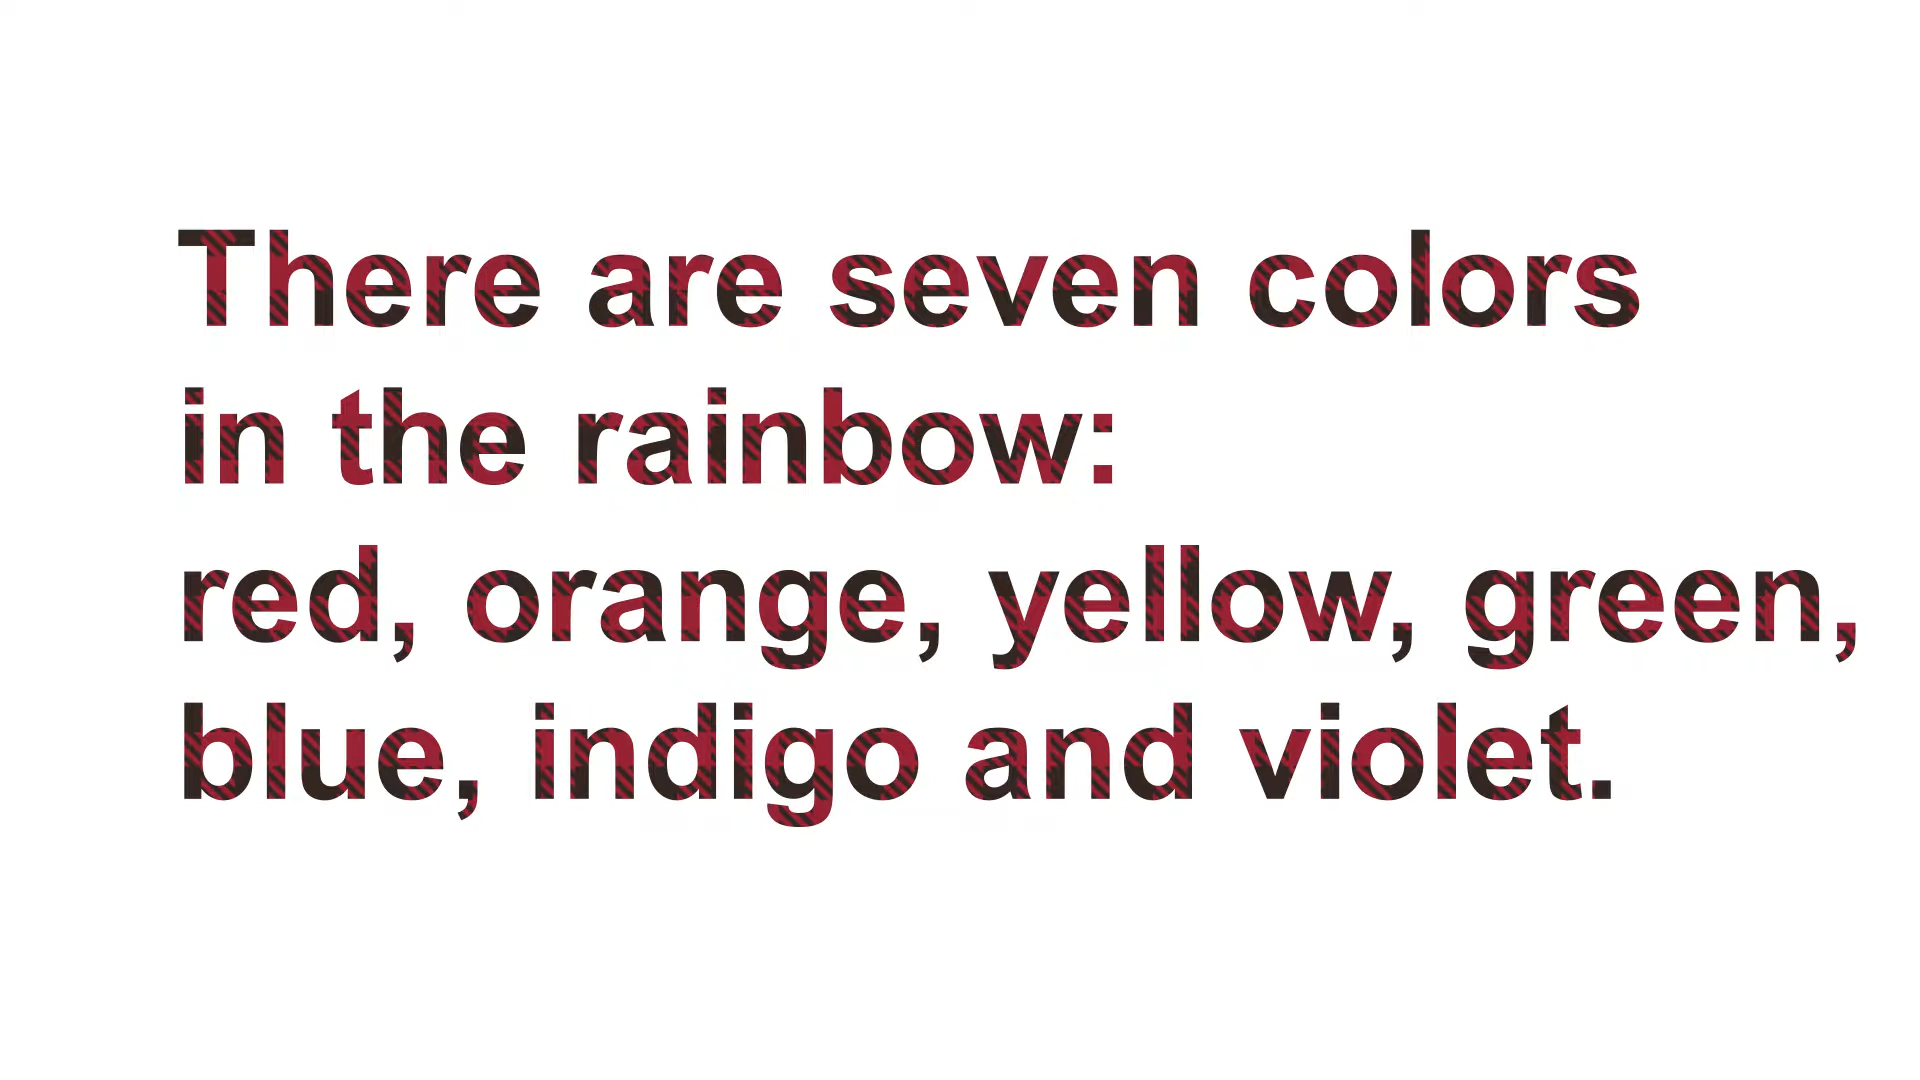 There are seven colors
in the rainbow:
red, orange, yellow, green,
blue, indigo and violet.